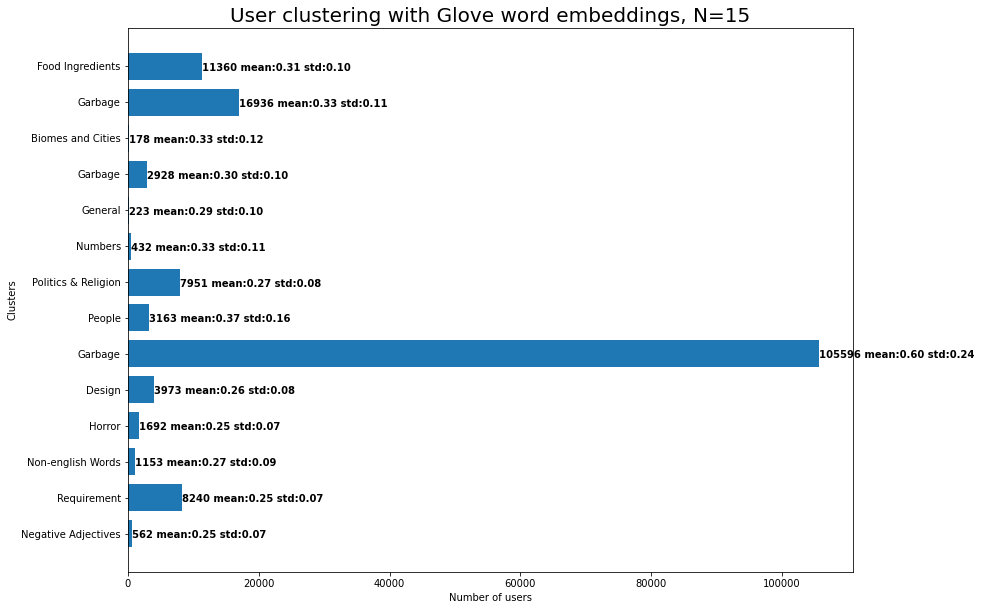 User clustering with Glove word embeddings, N=15
Food Ingredients 11360 mean:0.31 std:0.10
Garbage 16936 mean:0.33 std:0.11
Biomes and Cities 178 mean:0.33 std:0.12
Garbage 2928 mean:0.30 std:0.10
General 223 mean:0.29 std:0.10
Numbers 432 mean:0.33 std:0.11
Politics & Religion 7951 mean:0.27 std:0.08
People 3163 mean:0.37 std:0.16
Garbage 105596 mean:0.60 std:0.24
Design 3973 mean:0.26 std:0.08
Horror 1692 mean:0.25 std:0.07
Non-english Words 1153 mean:0.27 std:0.09
Requirement 8240 mean:0.25 std:0.07
Negative Adjectives 562 mean:0.25 std:0.07
Clusters
0 20000 40000 60000 80000 100000
Number of users